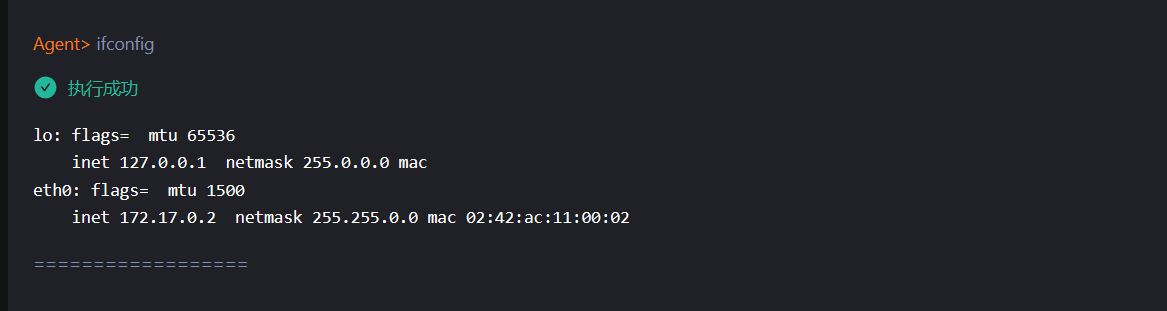 Agent> ifconfig
执行成功
lo: flags=  mtu 65536
    inet 127.0.0.1  netmask 255.0.0.0 mac
eth0: flags=  mtu 1500
    inet 172.17.0.2  netmask 255.255.0.0 mac 02:42:ac:11:00:02
==================